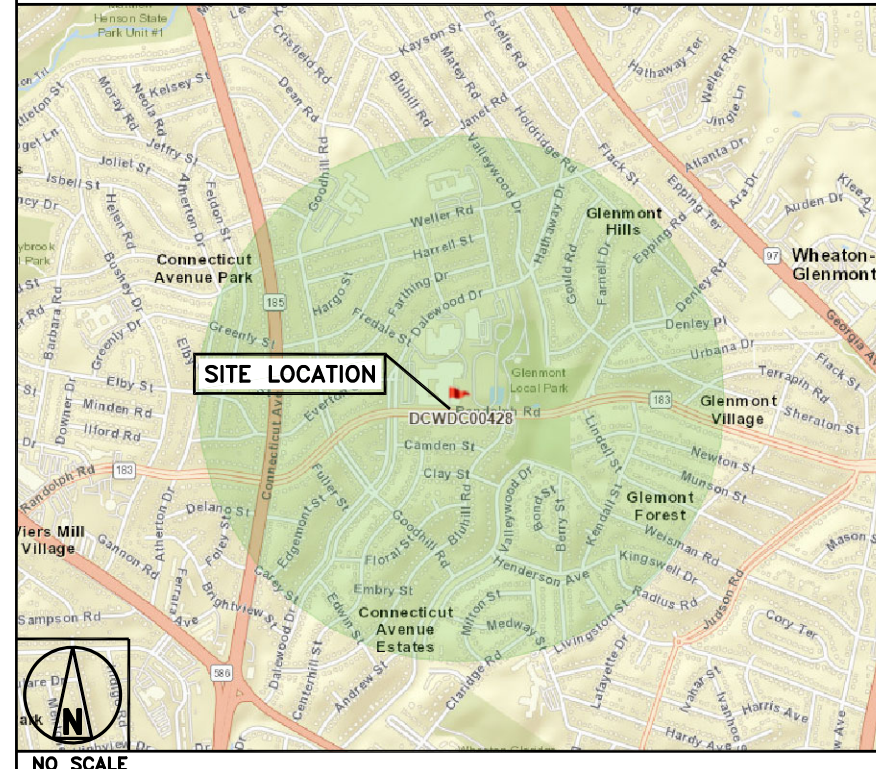 Henson State
Park Unit #1
Kelsey St
Neola Rd
Moray Rd
Jeffry St
Joliet St
Isbell St
Helen Rd
Atherton Dr
Feidon St
Bushey Dr
Crisfield Rd
Dean Rd
Goodhill Rd
Kayson St
Bluhill Rd
Matey Rd
Estelle Rd
Janet Rd
Holdridge Rd
Valleywood Dr
Hathaway Ter
Weller Rd
Jingle Ln
Flack St
Atlanta Dr
Ara Dr
Epping Ter
Auden Dr
Weller Rd
Harrell St
Hathaway Dr
Glenmont
Hills
Epping Rd
Gould Rd
Farnell Dr
97
Wheaton-
Glenmont
Connecticut
Avenue Park
185
Hargo St
Farthing Dr
Fredale St
Dalewood Dr
Denley Rd
Denley Pl
Barbara Rd
Greenly Dr
Greenly St
Urbana Dr
Flack St
Terrapin Rd
Sheraton St
SITE LOCATION
Glenmont
Local Park
Elby St
Minden Rd
Ilford Rd
Downer Dr
DCWDC00428
Randolph Rd
183
Glenmont
Village
Camden St
Clay St
Connecticut Ave
Lindell St
Newton St
Munson St
Randolph Rd
183
Fuller St
Edgemont St
Delano St
Foley St
Atherton Dr
Goodhill Rd
Bluhill Rd
Floral St
Valleywood Dr
Bond St
Berry St
Kendall St
Glemont
Forest
Weisman Rd
Kingswell Dr
Radius Rd
Judson Rd
Viers Mill
Village
Gannon Rd
Ferrara Ave
Brightview St
Carey St
Embry St
Henderson Ave
Connecticut
Avenue
Estates
Edwin St
Milton St
Medway St
Livingston St
Cory Ter
Sampson Rd
Dalewood Dr
Centerhill St
Andrew St
Claridge Rd
Lafayette Dr
Ivahar St
Harris Ave
Hardy Ave
586
N
NO SCALE